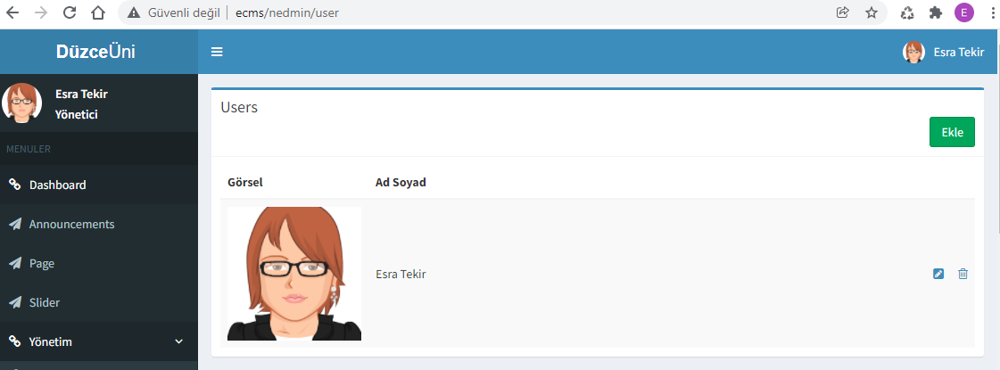 Güvenli değil | ecms/nedmin/user
E
DüzceÜni
Esra Tekir
Esra Tekir
Yönetici
MENULER
Dashboard
Announcements
Page
Slider
Yönetim
Users
Ekle
Görsel Ad Soyad
Esra Tekir